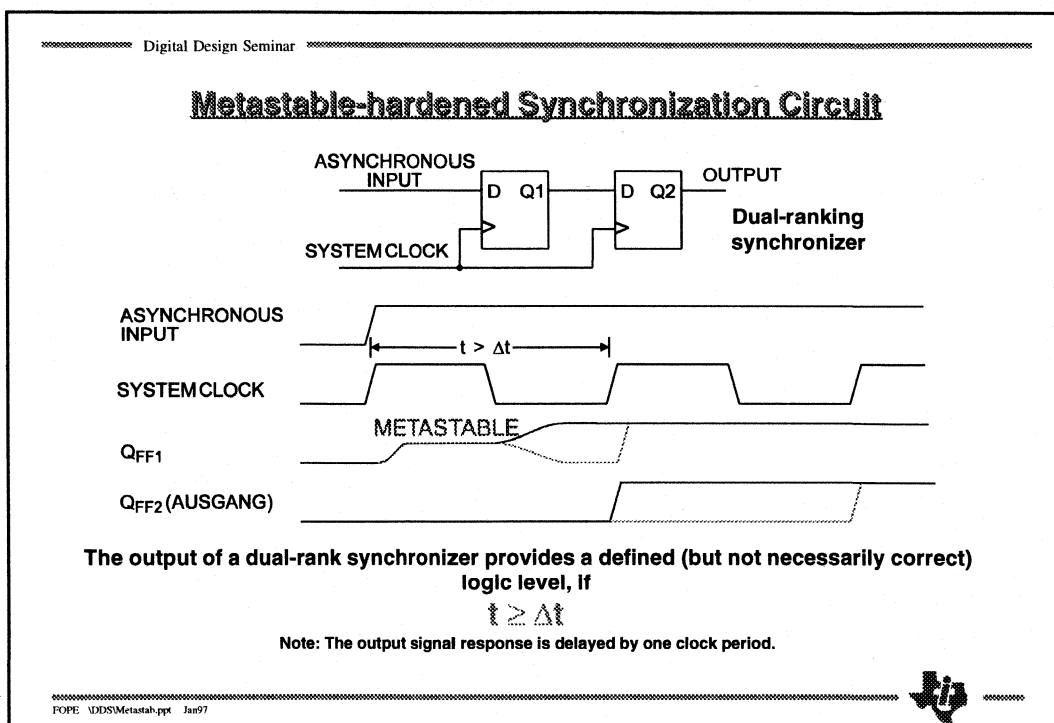 Digital Design Seminar
Metastable-hardened Synchronization Circuit
ASYNCHRONOUS
INPUT
D Q1
D Q2
OUTPUT
Dual-ranking
synchronizer
SYSTEM CLOCK
ASYNCHRONOUS
INPUT
t > Δt
SYSTEM CLOCK
METASTABLE
QFF1
QFF2 (AUSGANG)
The output of a dual-rank synchronizer provides a defined (but not necessarily correct)
logic level, if
t ≥ Δt
Note: The output signal response is delayed by one clock period.
FOPE \DDS\Metastab.ppt Jan97